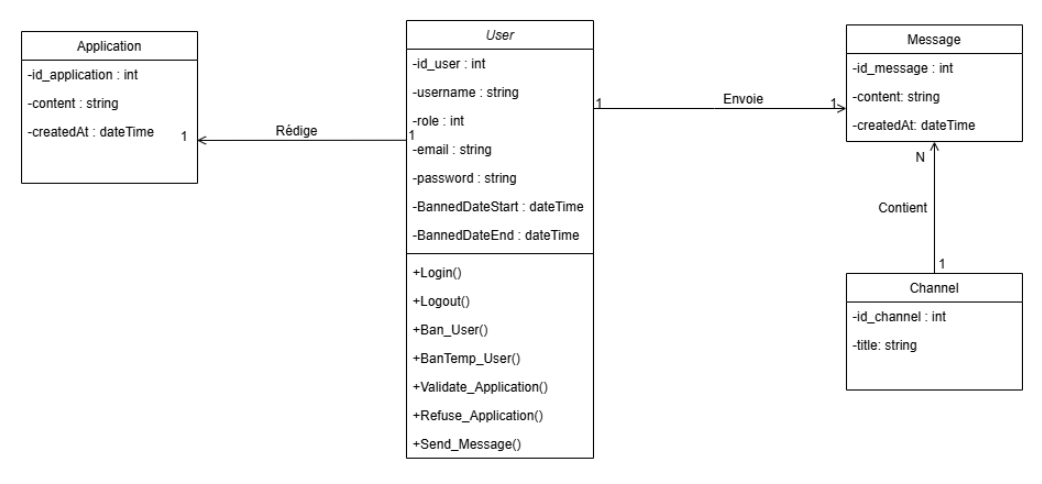 Application
-id_application : int
-content : string
-createdAt : dateTime
1
Rédige
1
User
-id_user : int
-username : string
-role : int
-email : string
-password : string
-BannedDateStart : dateTime
-BannedDateEnd : dateTime
+Login()
+Logout()
+Ban_User()
+BanTemp_User()
+Validate_Application()
+Refuse_Application()
+Send_Message()
1
Envoie
1
Message
-id_message : int
-content: string
-createdAt: dateTime
N
Contient
1
Channel
-id_channel : int
-title: string